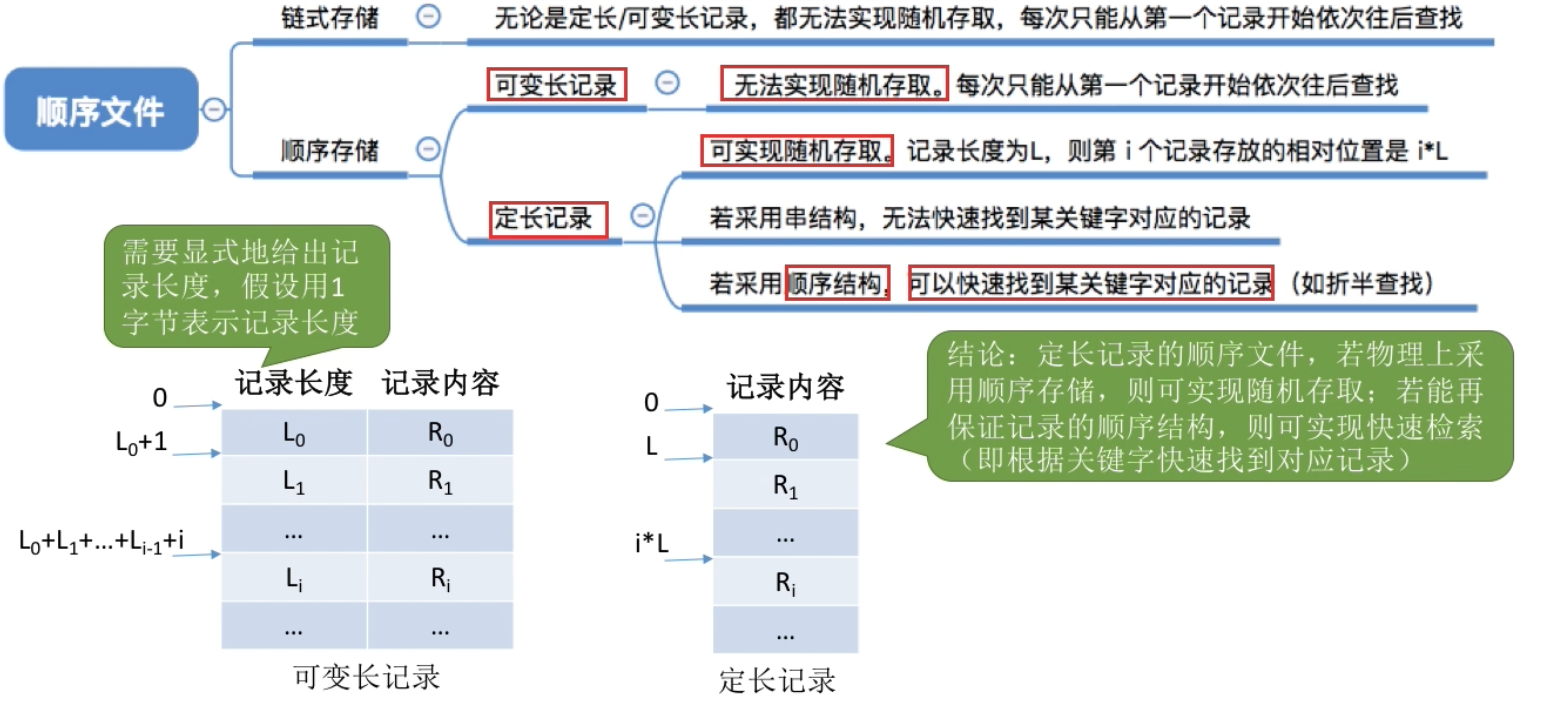 链式存储
无论是定长/可变长记录，都无法实现随机存取，每次只能从第一个记录开始依次往后查找
顺序文件
可变长记录
无法实现随机存取。每次只能从第一个记录开始依次往后查找
顺序存储
可实现随机存取。记录长度为L，则第 i 个记录存放的相对位置是 i*L
定长记录
若采用串结构，无法快速找到某关键字对应的记录
若采用顺序结构，可以快速找到某关键字对应的记录（如折半查找）
需要显式地给出记
录长度，假设用1
字节表示记录长度
记录长度 记录内容
0
L₀ R₀
L₀+1
L₁ R₁
... ...
L₀+L₁+...+Lᵢ₋₁+i
Lᵢ Rᵢ
... ...
可变长记录
记录内容
0
R₀
L
R₁
...
i*L
Rᵢ
...
定长记录
结论：定长记录的顺序文件，若物理上采
用顺序存储，则可实现随机存取；若能再
保证记录的顺序结构，则可实现快速检索
（即根据关键字快速找到对应记录）